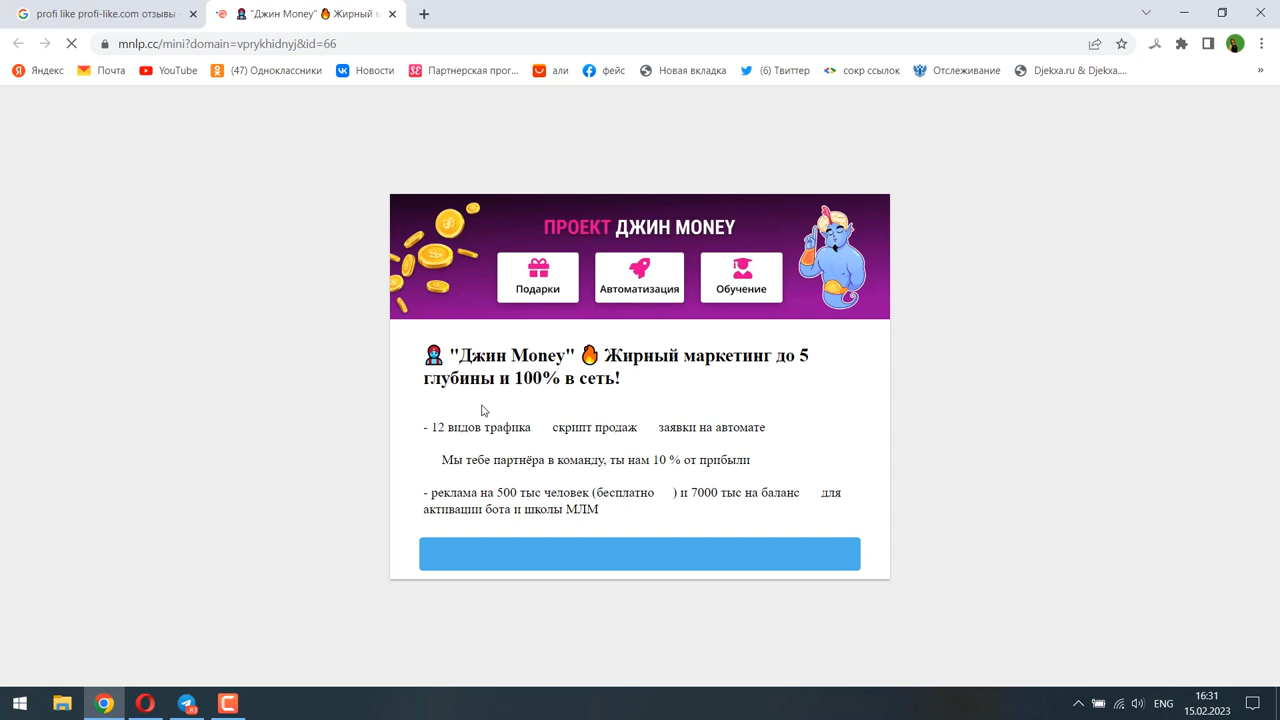 profi like profi-like.com отзывы
"Джин Money" 🔥 Жирный м
mnlp.cc/mini?domain=vprykhidnyj&id=66
Яндекс
Почта
YouTube
(47) Одноклассники
Новости
Партнерская прог...
али
фейс
Новая вкладка
(6) Твиттер
сокр ссылок
Отслеживание
Djekxa.ru & Djekxa....
»
ПРОЕКТ ДЖИН MONEY
Подарки
Автоматизация
Обучение
"Джин Money" 🔥 Жирный маркетинг до 5
глубины и 100% в сеть!
- 12 видов трафика скрипт продаж заявки на автомате
Мы тебе партнёра в команду, ты нам 10 % от прибыли
- реклама на 500 тыс человек (бесплатно ) и 7000 тыс на баланс для
активации бота и школы МЛМ
ENG
16:31
15.02.2023